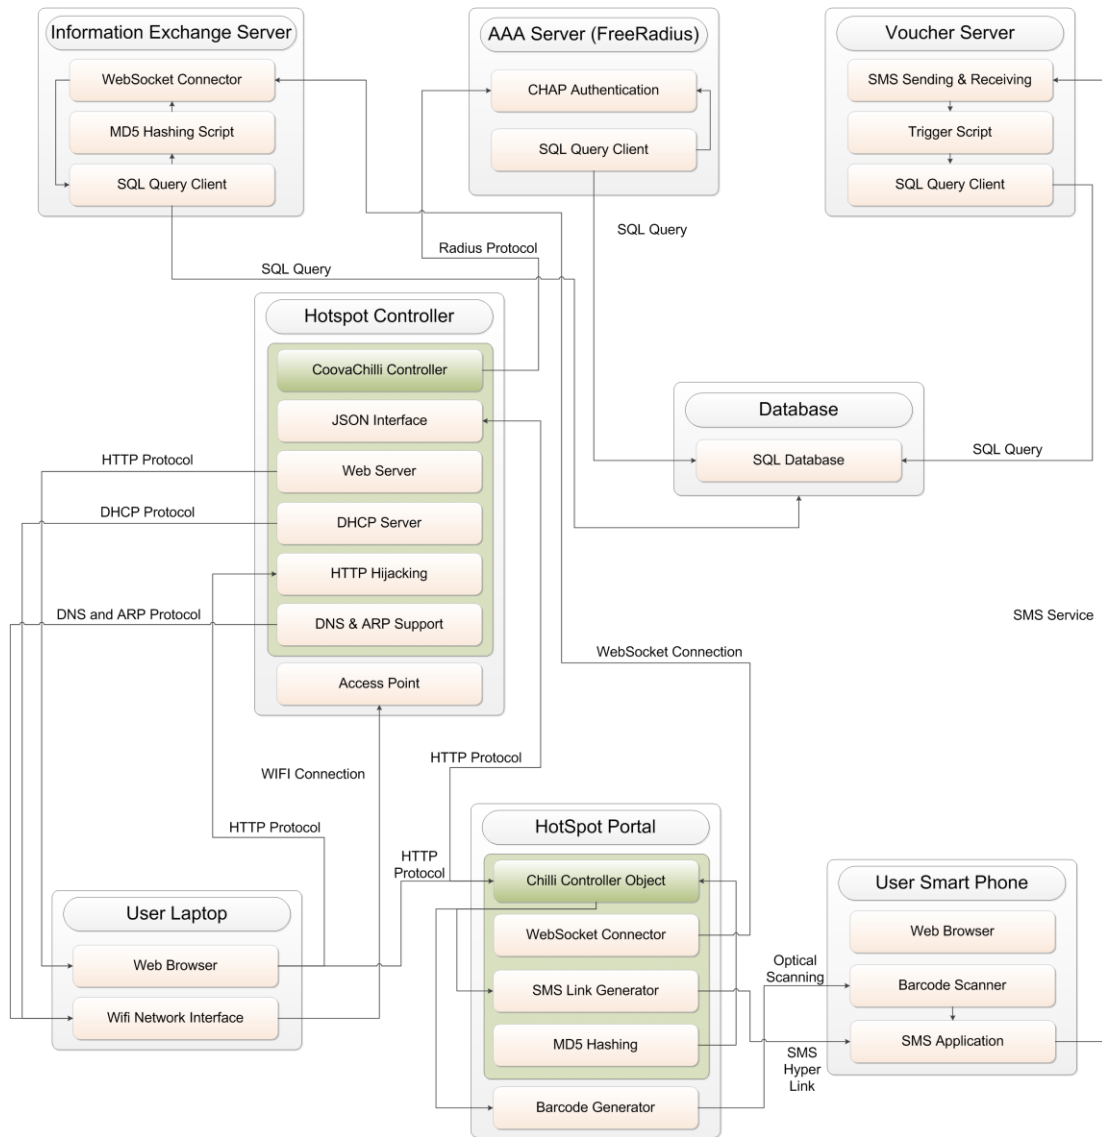 Information Exchange Server
WebSocket Connector
MD5 Hashing Script
SQL Query Client
AAA Server (FreeRadius)
CHAP Authentication
SQL Query Client
Voucher Server
SMS Sending & Receiving
Trigger Script
SQL Query Client
SQL Query
Radius Protocol
SQL Query
Hotspot Controller
CoovaChilli Controller
JSON Interface
Web Server
DHCP Server
HTTP Hijacking
DNS & ARP Support
Access Point
HTTP Protocol
DHCP Protocol
DNS and ARP Protocol
Database
SQL Database
SQL Query
SMS Service
WebSocket Connection
HTTP Protocol
WIFI Connection
HTTP Protocol
HTTP
Protocol
User Laptop
Web Browser
Wifi Network Interface
HotSpot Portal
Chilli Controller Object
WebSocket Connector
SMS Link Generator
MD5 Hashing
Barcode Generator
Optical
Scanning
SMS
Hyper
Link
User Smart Phone
Web Browser
Barcode Scanner
SMS Application